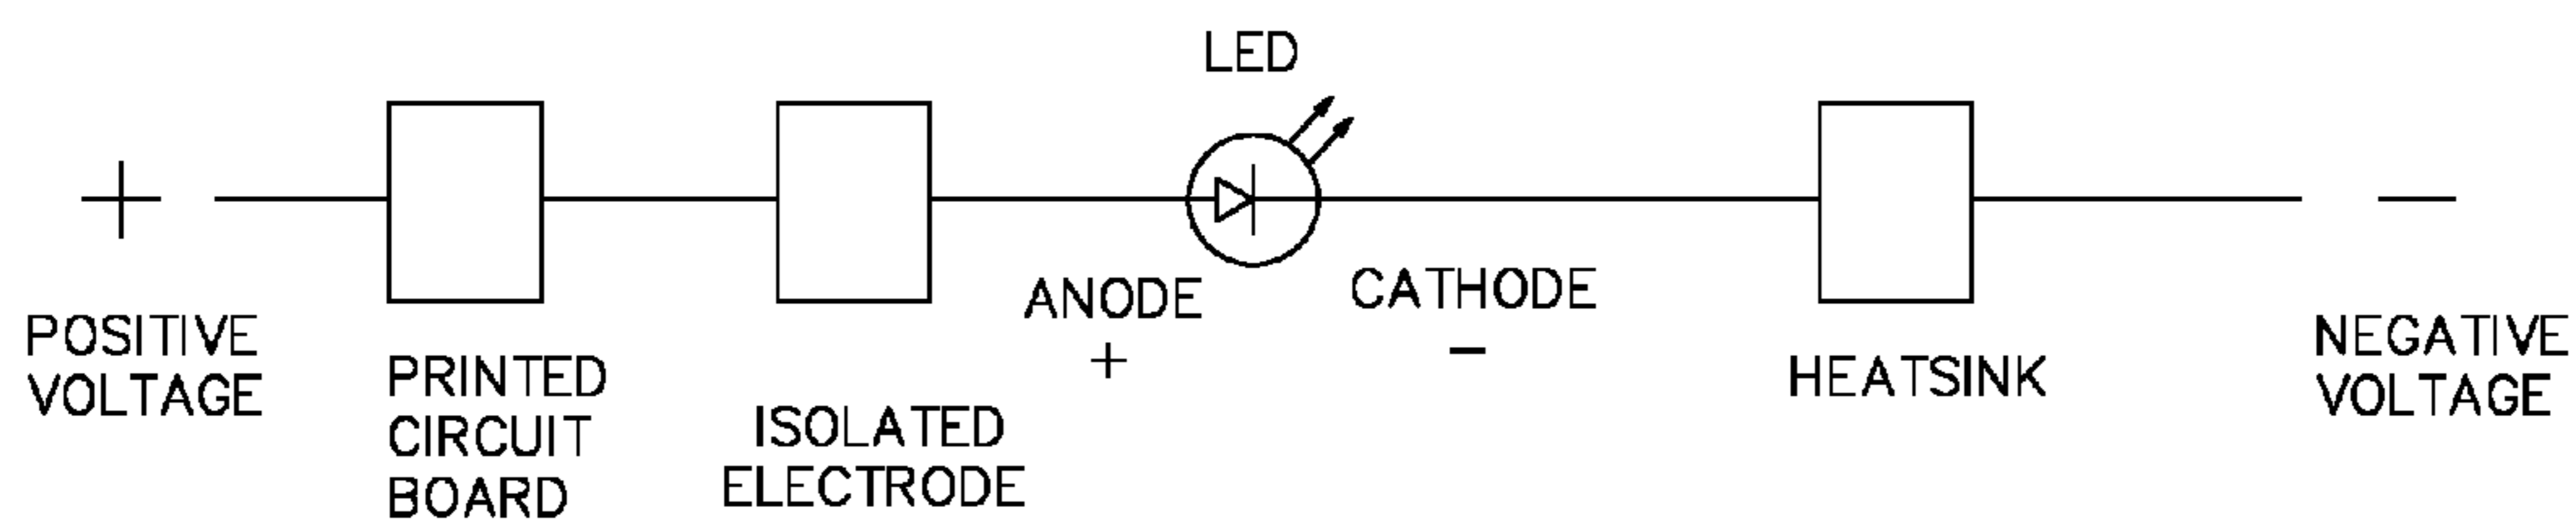 LED
+
-
ANODE
+
CATHODE
-
POSITIVE
VOLTAGE
PRINTED
CIRCUIT
BOARD
ISOLATED
ELECTRODE
HEATSINK
NEGATIVE
VOLTAGE